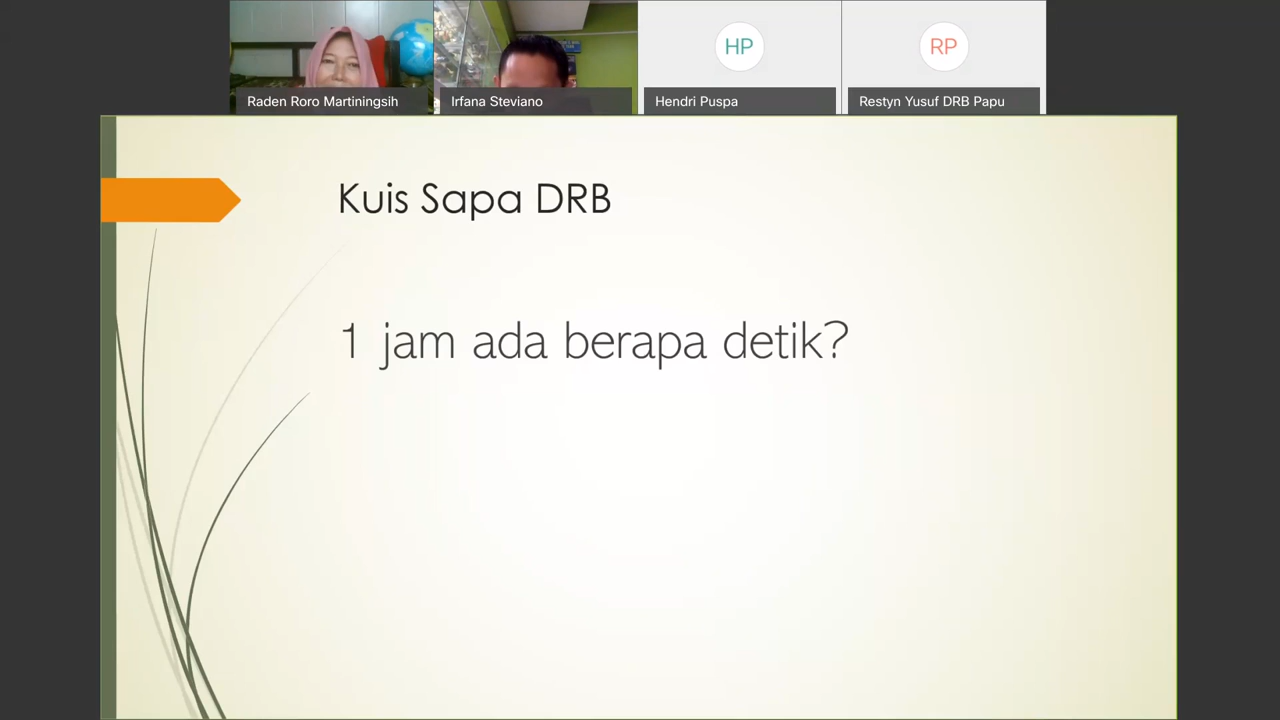 Raden Roro Martiningsih
Irfana Steviano
HP
Hendri Puspa
RP
Restyn Yusuf DRB Papu
Kuis Sapa DRB
1 jam ada berapa detik?